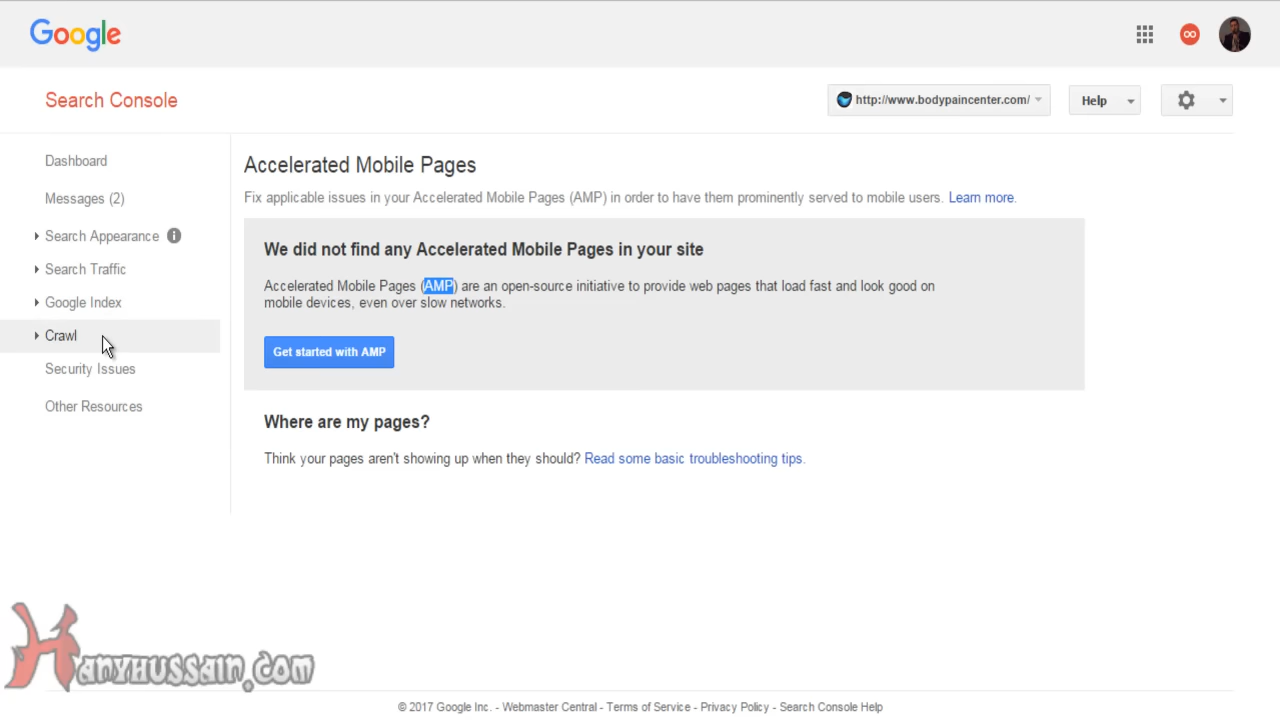 Google
Search Console
http://www.bodypaincenter.com/
Help
Dashboard
Messages (2)
Search Appearance
Search Traffic
Google Index
Crawl
Security Issues
Other Resources
Accelerated Mobile Pages
Fix applicable issues in your Accelerated Mobile Pages (AMP) in order to have them prominently served to mobile users. Learn more.
We did not find any Accelerated Mobile Pages in your site
Accelerated Mobile Pages (AMP) are an open-source initiative to provide web pages that load fast and look good on
mobile devices, even over slow networks.
Get started with AMP
Where are my pages?
Think your pages aren't showing up when they should? Read some basic troubleshooting tips.
Hanyhussain.com
© 2017 Google Inc. - Webmaster Central - Terms of Service - Privacy Policy - Search Console Help